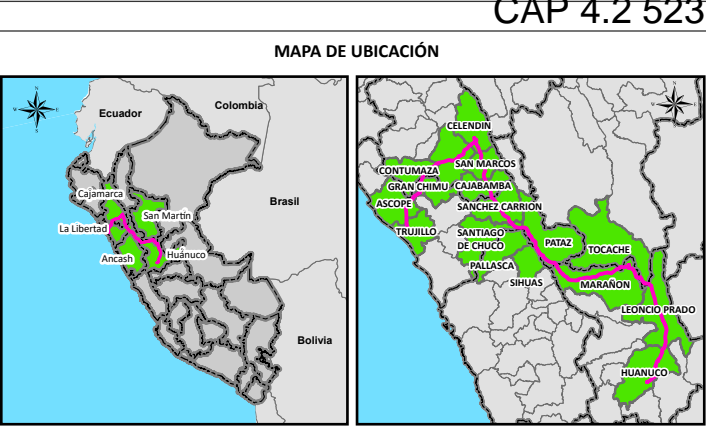 CAP 4.2 523
MAPA DE UBICACIÓN
N
W
E
S
Ecuador
Colombia
Brasil
Bolivia
Cajamarca
San Martín
La Libertad
Ancash
Huánuco
N
W
E
S
CELENDIN
CONTUMAZA
SAN MARCOS
GRAN CHIMU
CAJABAMBA
ASCOPE
SANCHEZ CARRION
TRUJILLO
SANTIAGO
DE CHUCO
PATAZ
TOCACHE
PALLASCA
SIHUAS
MARAÑON
LEONCIO PRADO
HUANUCO